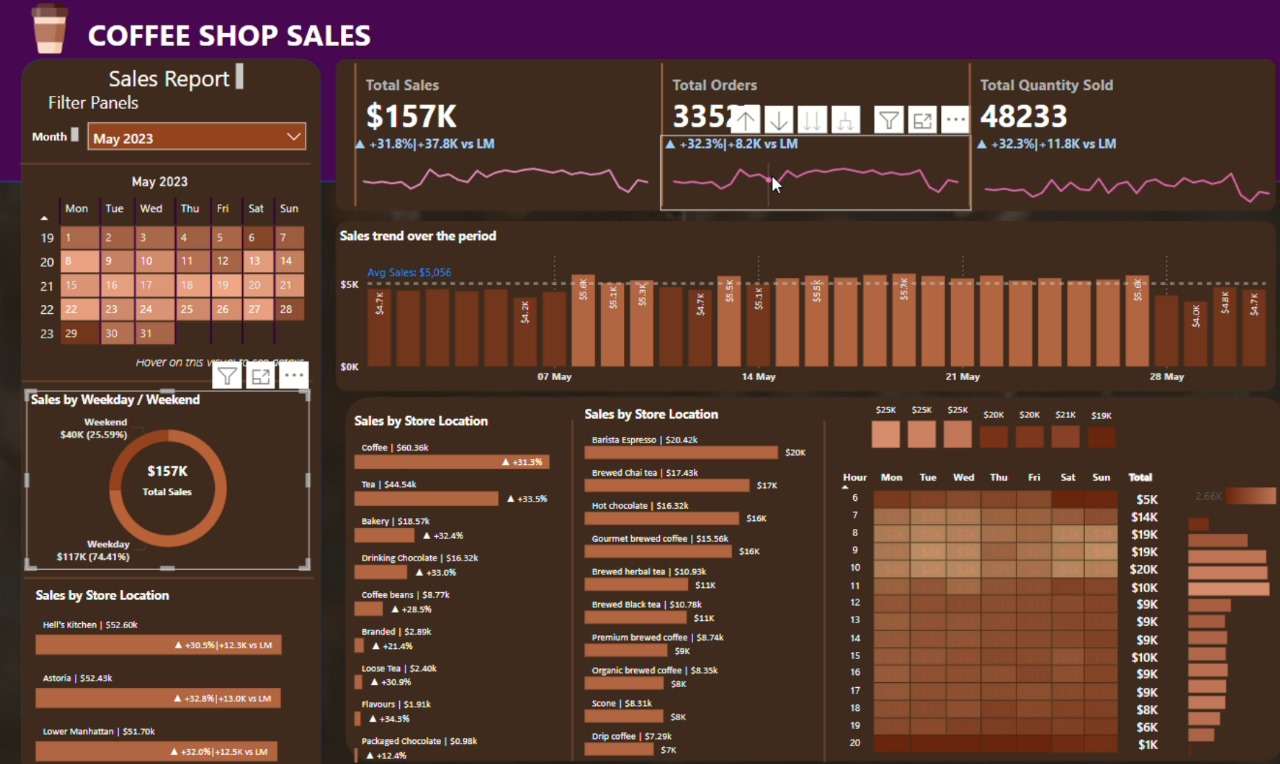 COFFEE SHOP SALES
Sales Report
Filter Panels
Month
May 2023
May 2023
Mon Tue Wed Thu Fri Sat Sun
19 1 2 3 4 5 6 7
20 8 9 10 11 12 13 14
21 15 16 17 18 19 20 21
22 22 23 24 25 26 27 28
23 29 30 31
Hover on this visual to see details
Sales by Weekday / Weekend
Weekend
$40K (25.59%)
$157K
Total Sales
Weekday
$117K (74.41%)
Sales by Store Location
Hell's Kitchen | $52.60k
▲ +30.5%|+12.3K vs LM
Astoria | $52.43k
▲ +32.8%|+13.0K vs LM
Lower Manhattan | $51.70k
▲ +32.0%|+12.5K vs LM
Total Sales
$157K
▲ +31.8%|+37.8K vs LM
Total Orders
3352
▲ +32.3%|+8.2K vs LM
Total Quantity Sold
48233
▲ +32.3%|+11.8K vs LM
Sales trend over the period
Avg Sales: $5,056
$5K
$0K
$4.7K $4.2K $5.6K $5.1K $5.3K $4.7K $5.5K $5.1K $5.5K $5.7K $5.6K $4.0K $4.8K $4.7K
07 May 14 May 21 May 28 May
Sales by Store Location
Coffee | $60.36k
▲ +31.3%
Tea | $44.54k
▲ +33.5%
Bakery | $18.57k
▲ +32.4%
Drinking Chocolate | $16.32k
▲ +33.0%
Coffee beans | $8.77k
▲ +28.5%
Branded | $2.89k
▲ +21.4%
Loose Tea | $2.40k
▲ +30.9%
Flavours | $1.91k
▲ +34.3%
Packaged Chocolate | $0.98k
▲ +12.4%
Sales by Store Location
Barista Espresso | $20.42k
$20K
Brewed Chai tea | $17.43k
$17K
Hot chocolate | $16.32k
$16K
Gourmet brewed coffee | $15.56k
$16K
Brewed herbal tea | $10.93k
$11K
Brewed Black tea | $10.78k
$11K
Premium brewed coffee | $8.74k
$9K
Organic brewed coffee | $8.35k
$8K
Scone | $8.31k
$8K
Drip coffee | $7.29k
$7K
$25K $25K $25K $20K $20K $21K $19K
Hour Mon Tue Wed Thu Fri Sat Sun Total
6 $5K
7 $14K
8 $19K
9 $19K
10 $20K
11 $10K
12 $9K
13 $9K
14 $9K
15 $10K
16 $9K
17 $9K
18 $8K
19 $6K
20 $1K
2.66K